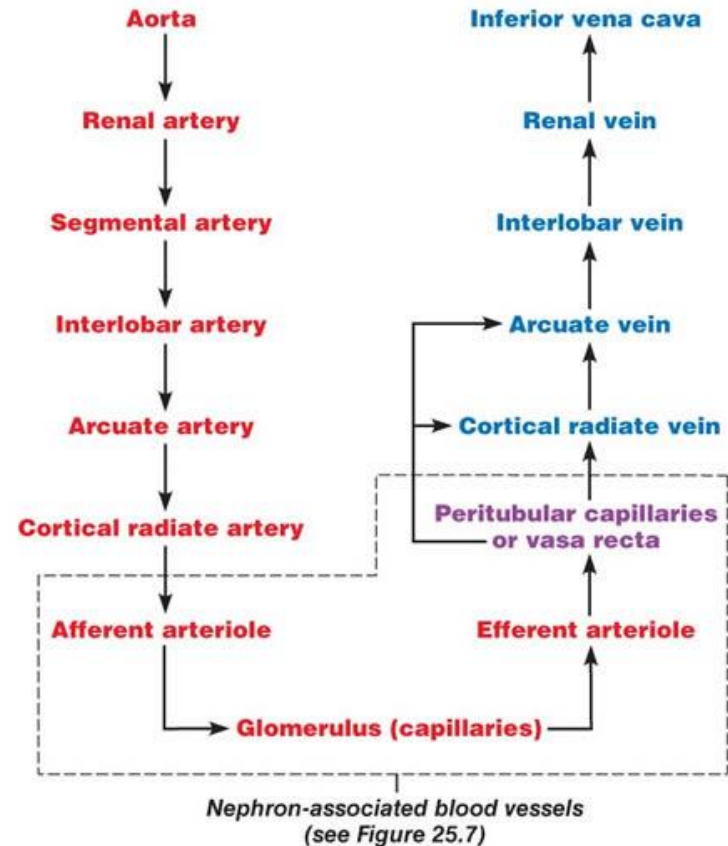 Aorta
Renal artery
Segmental artery
Interlobar artery
Arcuate artery
Cortical radiate artery
Afferent arteriole
Glomerulus (capillaries)
Efferent arteriole
Peritubular capillaries
or vasa recta
Cortical radiate vein
Arcuate vein
Interlobar vein
Renal vein
Inferior vena cava
Nephron-associated blood vessels
(see Figure 25.7)